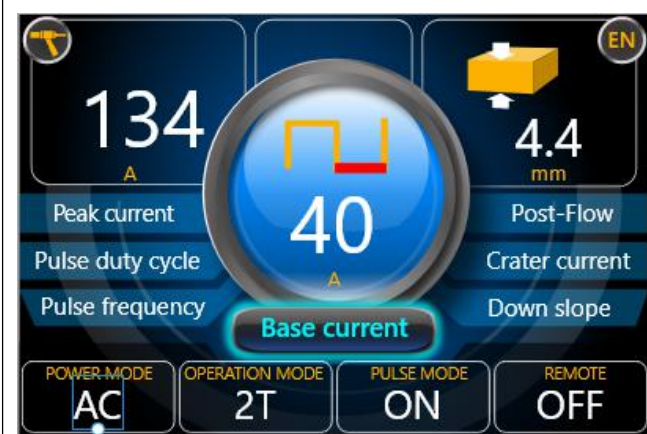 EN
134
A
4.4
mm
40
A
Peak current
Pulse duty cycle
Pulse frequency
Post-Flow
Crater current
Down slope
Base current
POWER MODE
AC
OPERATION MODE
2T
PULSE MODE
ON
REMOTE
OFF